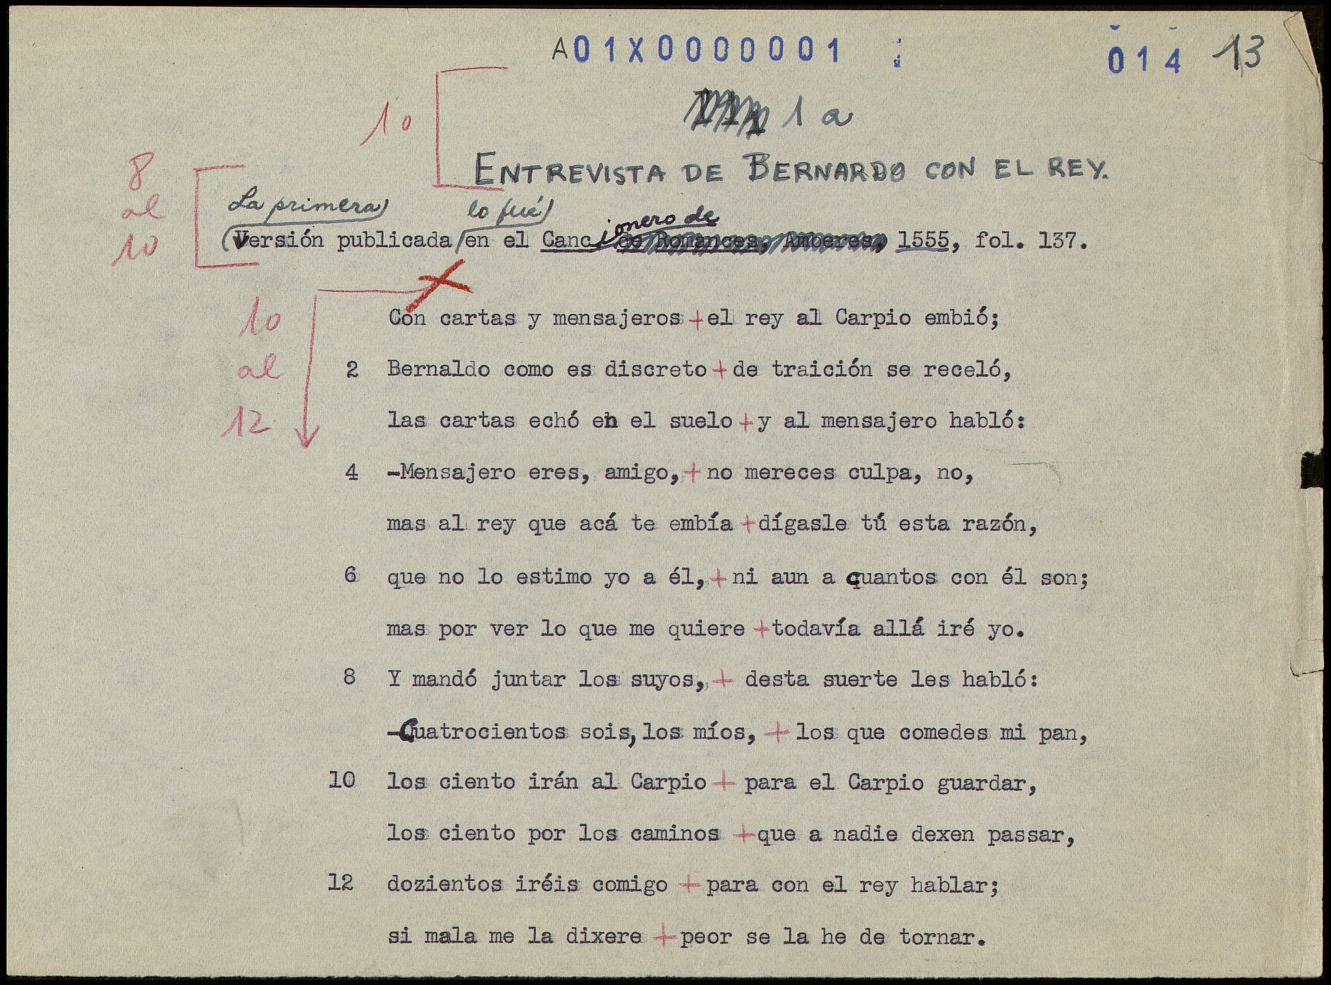 A01X0000001 014 13
10
1 a
ENTREVISTA DE BERNARDO CON EL REY.
8 al 10
La primera lo fué
(Versión publicada en el Cancionero de 1555, fol. 137.
10 al 12
Con cartas y mensajeros + el rey al Carpio embió;
2 Bernaldo como es discreto + de traición se receló,
las cartas echó en el suelo + y al mensajero habló:
4 -Mensajero eres, amigo, + no mereces culpa, no,
mas al rey que acá te embía + dígasle tú esta razón,
6 que no lo estimo yo a él, + ni aun a quantos con él son;
mas por ver lo que me quiere + todavía allá iré yo.
8 Y mandó juntar los suyos, + desta suerte les habló:
-Quatrocientos sois, los míos, + los que comedes mi pan,
10 los ciento irán al Carpio + para el Carpio guardar,
los ciento por los caminos + que a nadie dexen passar,
12 dozientos iréis comigo + para con el rey hablar;
si mala me la dixere + peor se la he de tornar.